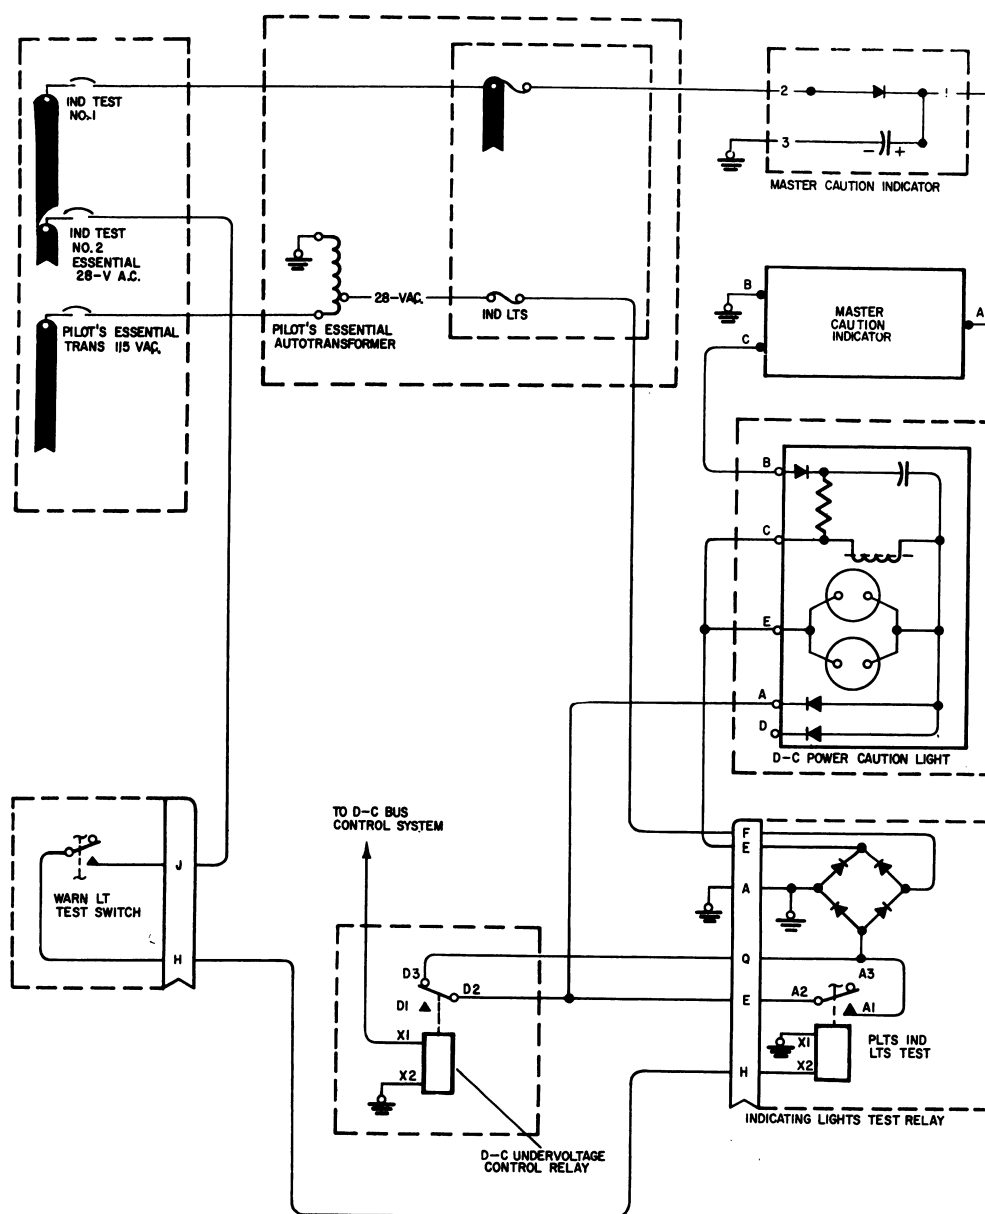 IND TEST
NO.1
2
1
3
− +
MASTER CAUTION INDICATOR
IND TEST
NO.2
ESSENTIAL
28-V A.C.
28-VAC.
IND LTS
PILOT'S ESSENTIAL
TRANS 115 VAC.
PILOT'S ESSENTIAL
AUTOTRANSFORMER
B
C
A
MASTER
CAUTION
INDICATOR
B
C
E
A
D
D-C POWER CAUTION LIGHT
TO D-C BUS
CONTROL SYSTEM
WARN LT
TEST SWITCH
J
H
F
E
A
Q
E
H
D3
D2
D1
X1
X2
A3
A2
A1
X1
X2
PLTS IND
LTS TEST
INDICATING LIGHTS TEST RELAY
D-C UNDERVOLTAGE
CONTROL RELAY